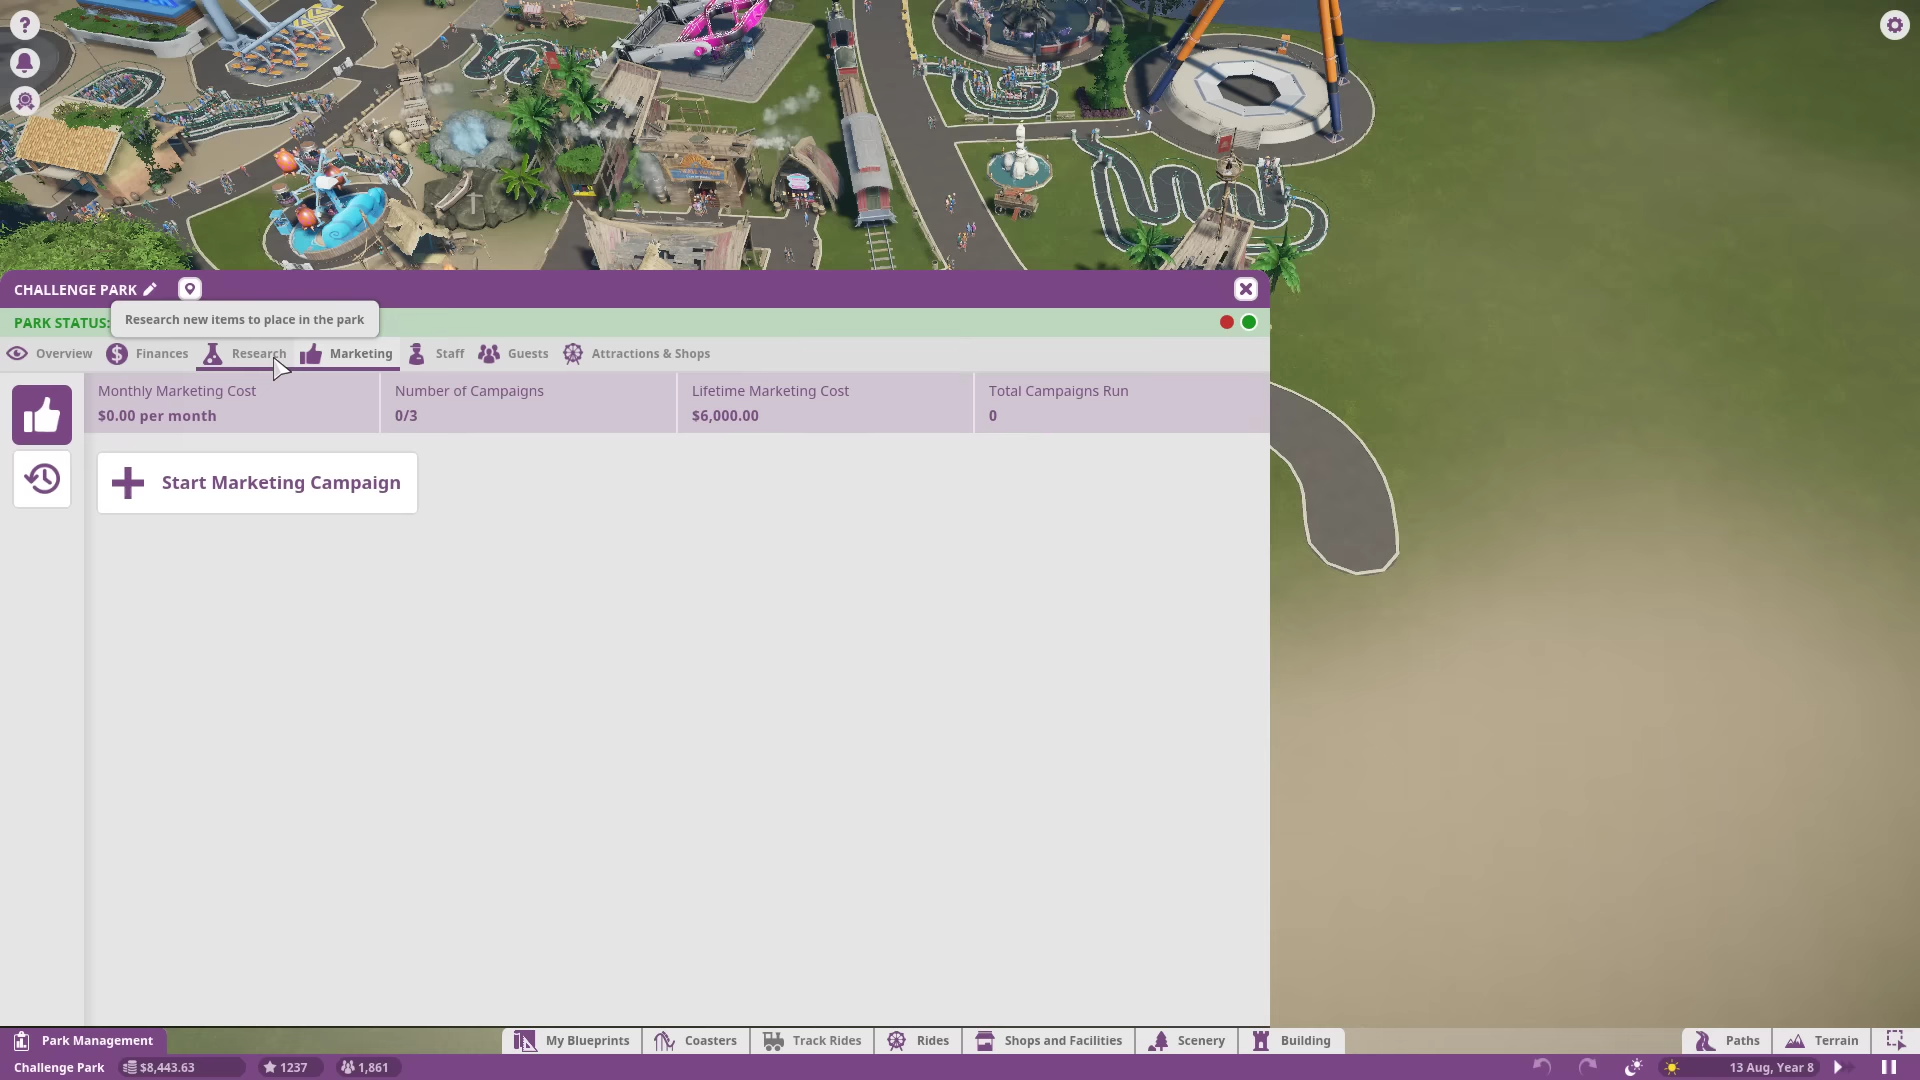 CHALLENGE PARK
PARK STATUS:
Research new items to place in the park
Overview
Finances
Research
Marketing
Staff
Guests
Attractions & Shops
Monthly Marketing Cost
$0.00 per month
Number of Campaigns
0/3
Lifetime Marketing Cost
$6,000.00
Total Campaigns Run
0
Start Marketing Campaign
Park Management
My Blueprints
Coasters
Track Rides
Rides
Shops and Facilities
Scenery
Building
Paths
Terrain
Challenge Park
$8,443.63
1237
1,861
13 Aug, Year 8